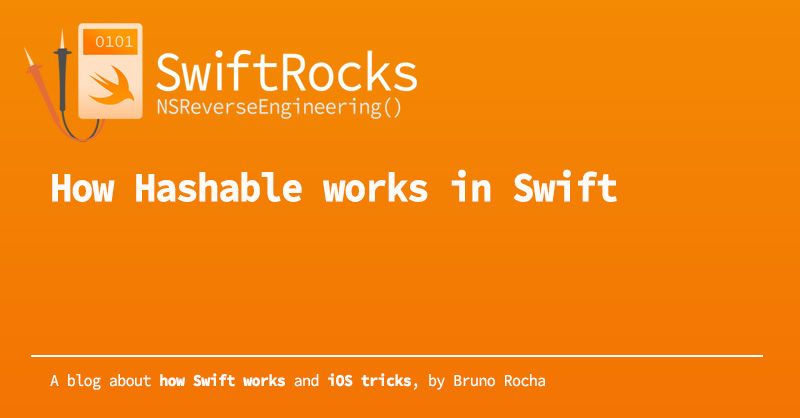 0101
SwiftRocks
NSReverseEngineering()
How Hashable works in Swift
A blog about how Swift works and iOS tricks, by Bruno Rocha